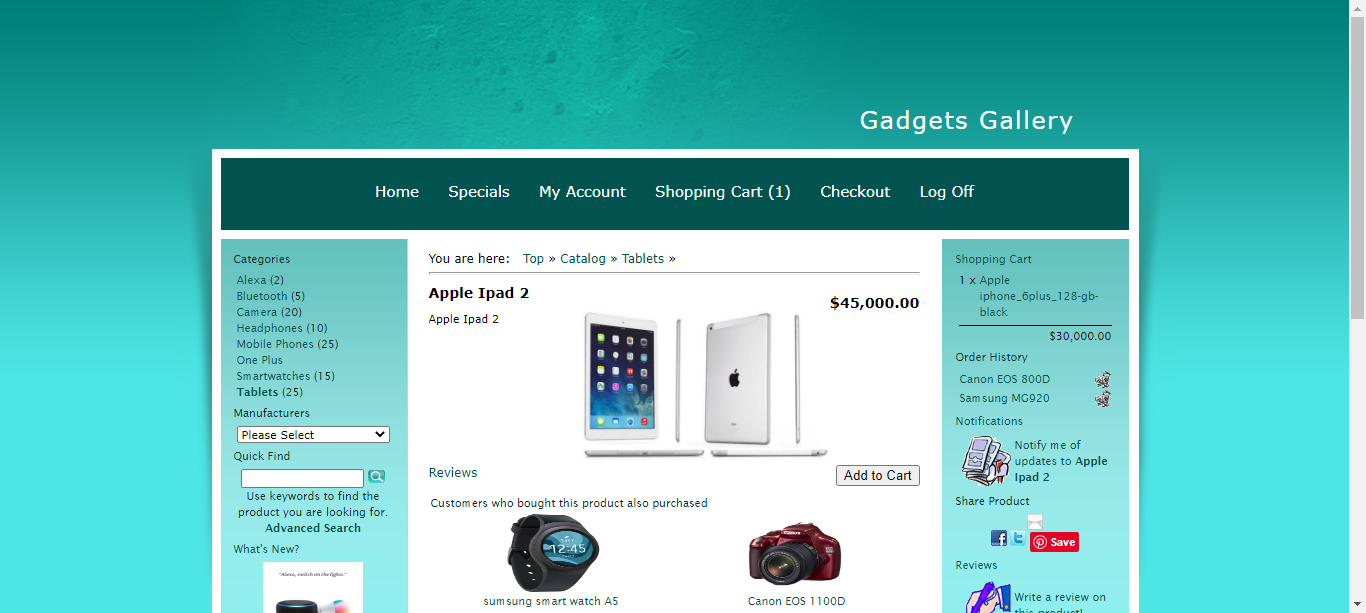 Gadgets Gallery
Home Specials My Account Shopping Cart (1) Checkout Log Off
Categories
Alexa (2)
Bluetooth (5)
Camera (20)
Headphones (10)
Mobile Phones (25)
One Plus
Smartwatches (15)
Tablets (25)
Manufacturers
Please Select
Quick Find
Use keywords to find the
product you are looking for.
Advanced Search
What's New?
"Alexa, switch on the lights."
You are here: Top » Catalog » Tablets »
Apple Ipad 2
$45,000.00
Apple Ipad 2
Reviews
Add to Cart
Customers who bought this product also purchased
12:45
sumsung smart watch A5
Canon EOS 1100D
Shopping Cart
1 x Apple
iphone_6plus_128-gb-
black
$30,000.00
Order History
Canon EOS 800D
Samsung MG920
Notifications
Notify me of
updates to Apple
Ipad 2
Share Product
Save
Reviews
Write a review on
this product!